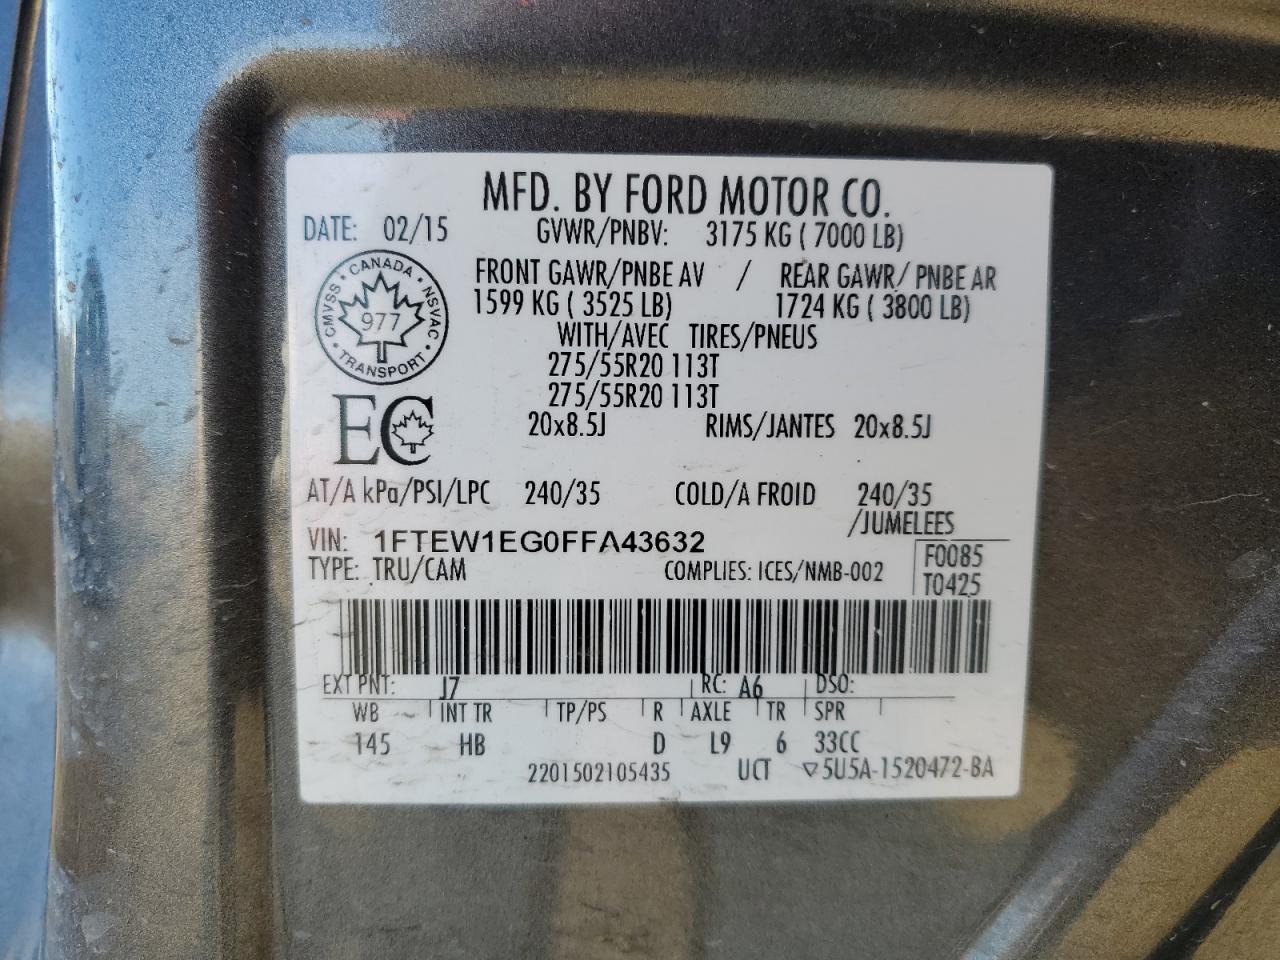 MFD. BY FORD MOTOR CO.
DATE: 02/15 GVWR/PNBV: 3175 KG ( 7000 LB)
FRONT GAWR/PNBE AV / REAR GAWR/ PNBE AR
1599 KG ( 3525 LB) 1724 KG ( 3800 LB)
CANADA · NSVAC · TRANSPORT · CMVSS ·
977
WITH/AVEC TIRES/PNEUS
275/55R20 113T
275/55R20 113T
EC
20x8.5J RIMS/JANTES 20x8.5J
AT/A kPa/PSI/LPC 240/35 COLD/A FROID 240/35
/JUMELEES
VIN: 1FTEW1EG0FFA43632
TYPE: TRU/CAM COMPLIES: ICES/NMB-002
F0085
T0425
EXT PNT: J7 RC: A6 DSO:
WB INT TR TP/PS R AXLE TR SPR
145 HB D L9 6 33CC
2201502105435 UCT ▽5U5A-1520472-BA